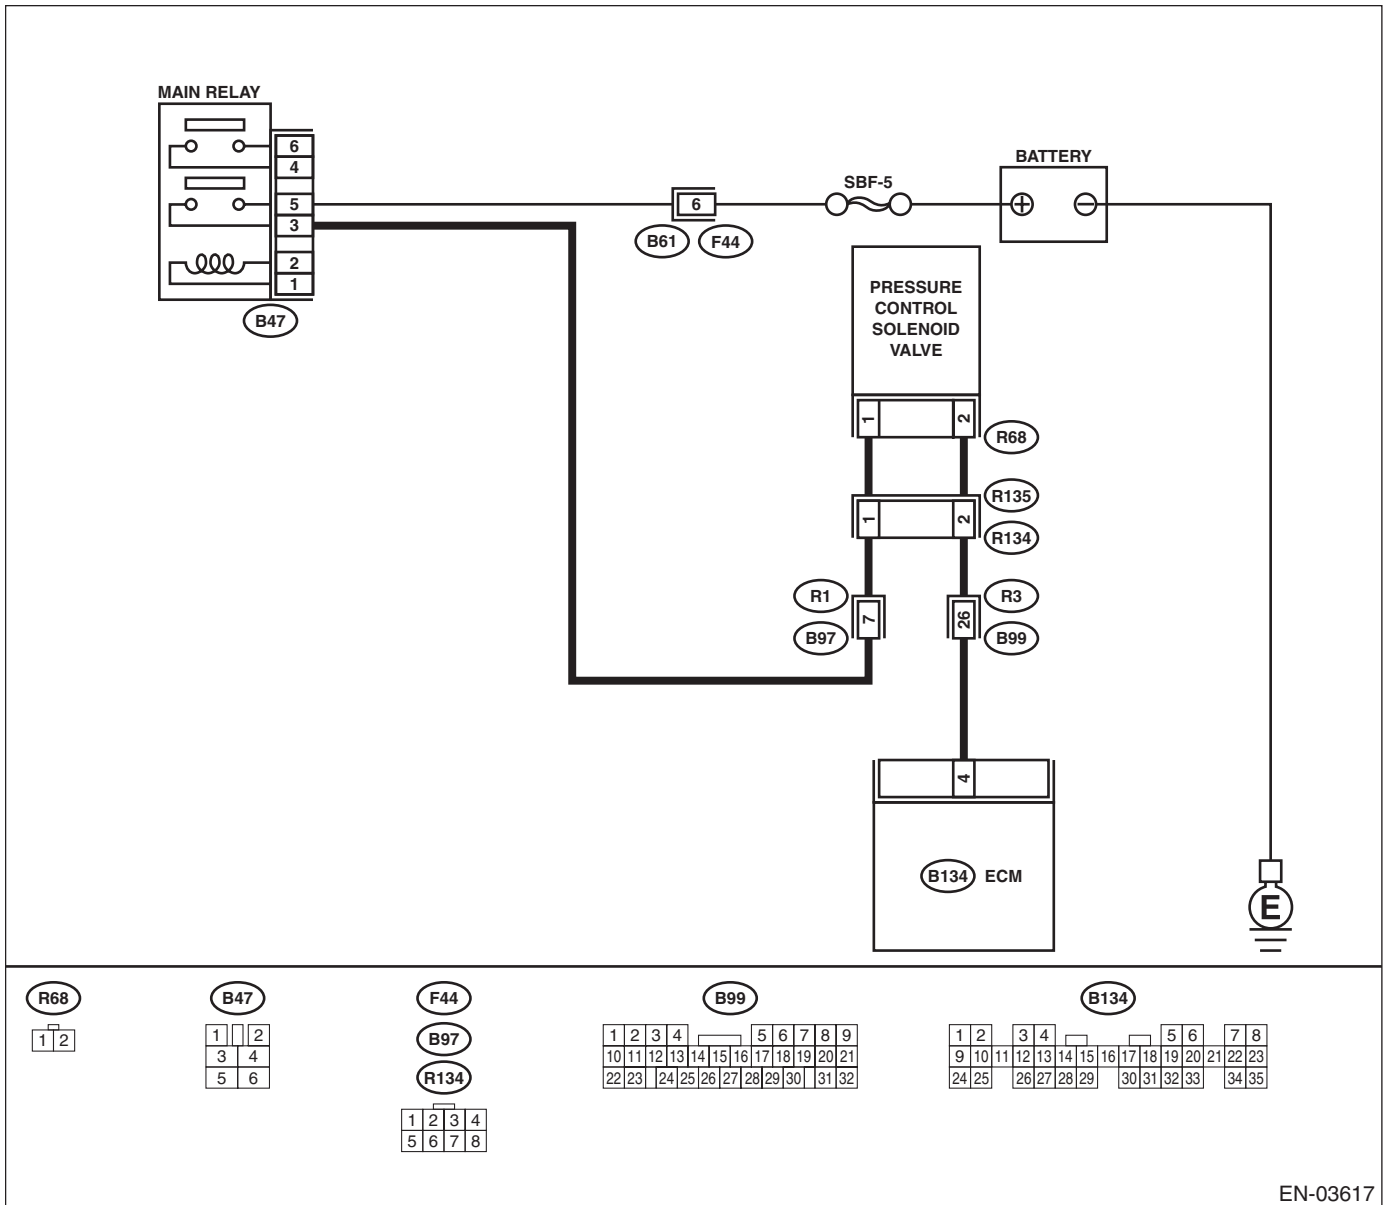 MAIN RELAY
6
4
5
3
2
1
B47
6
B61 F44
SBF-5
BATTERY
+ −
PRESSURE
CONTROL
SOLENOID
VALVE
1 2
R68
R135
1 2
R134
R1 R3
7 26
B97 B99
4
B134 ECM
E
R68
1 2
B47
1 2
3 4
5 6
F44
B97
R134
1 2 3 4
5 6 7 8
B99
1 2 3 4 5 6 7 8 9
10 11 12 13 14 15 16 17 18 19 20 21
22 23 24 25 26 27 28 29 30 31 32
B134
1 2 3 4 5 6 7 8
9 10 11 12 13 14 15 16 17 18 19 20 21 22 23
24 25 26 27 28 29 30 31 32 33 34 35
EN-03617